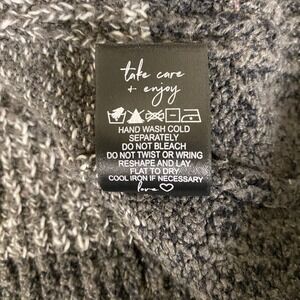 take care
+ enjoy
HAND WASH COLD
SEPARATELY
DO NOT BLEACH
DO NOT TWIST OR WRING
RESHAPE AND LAY
FLAT TO DRY
COOL IRON IF NECESSARY
love ♡